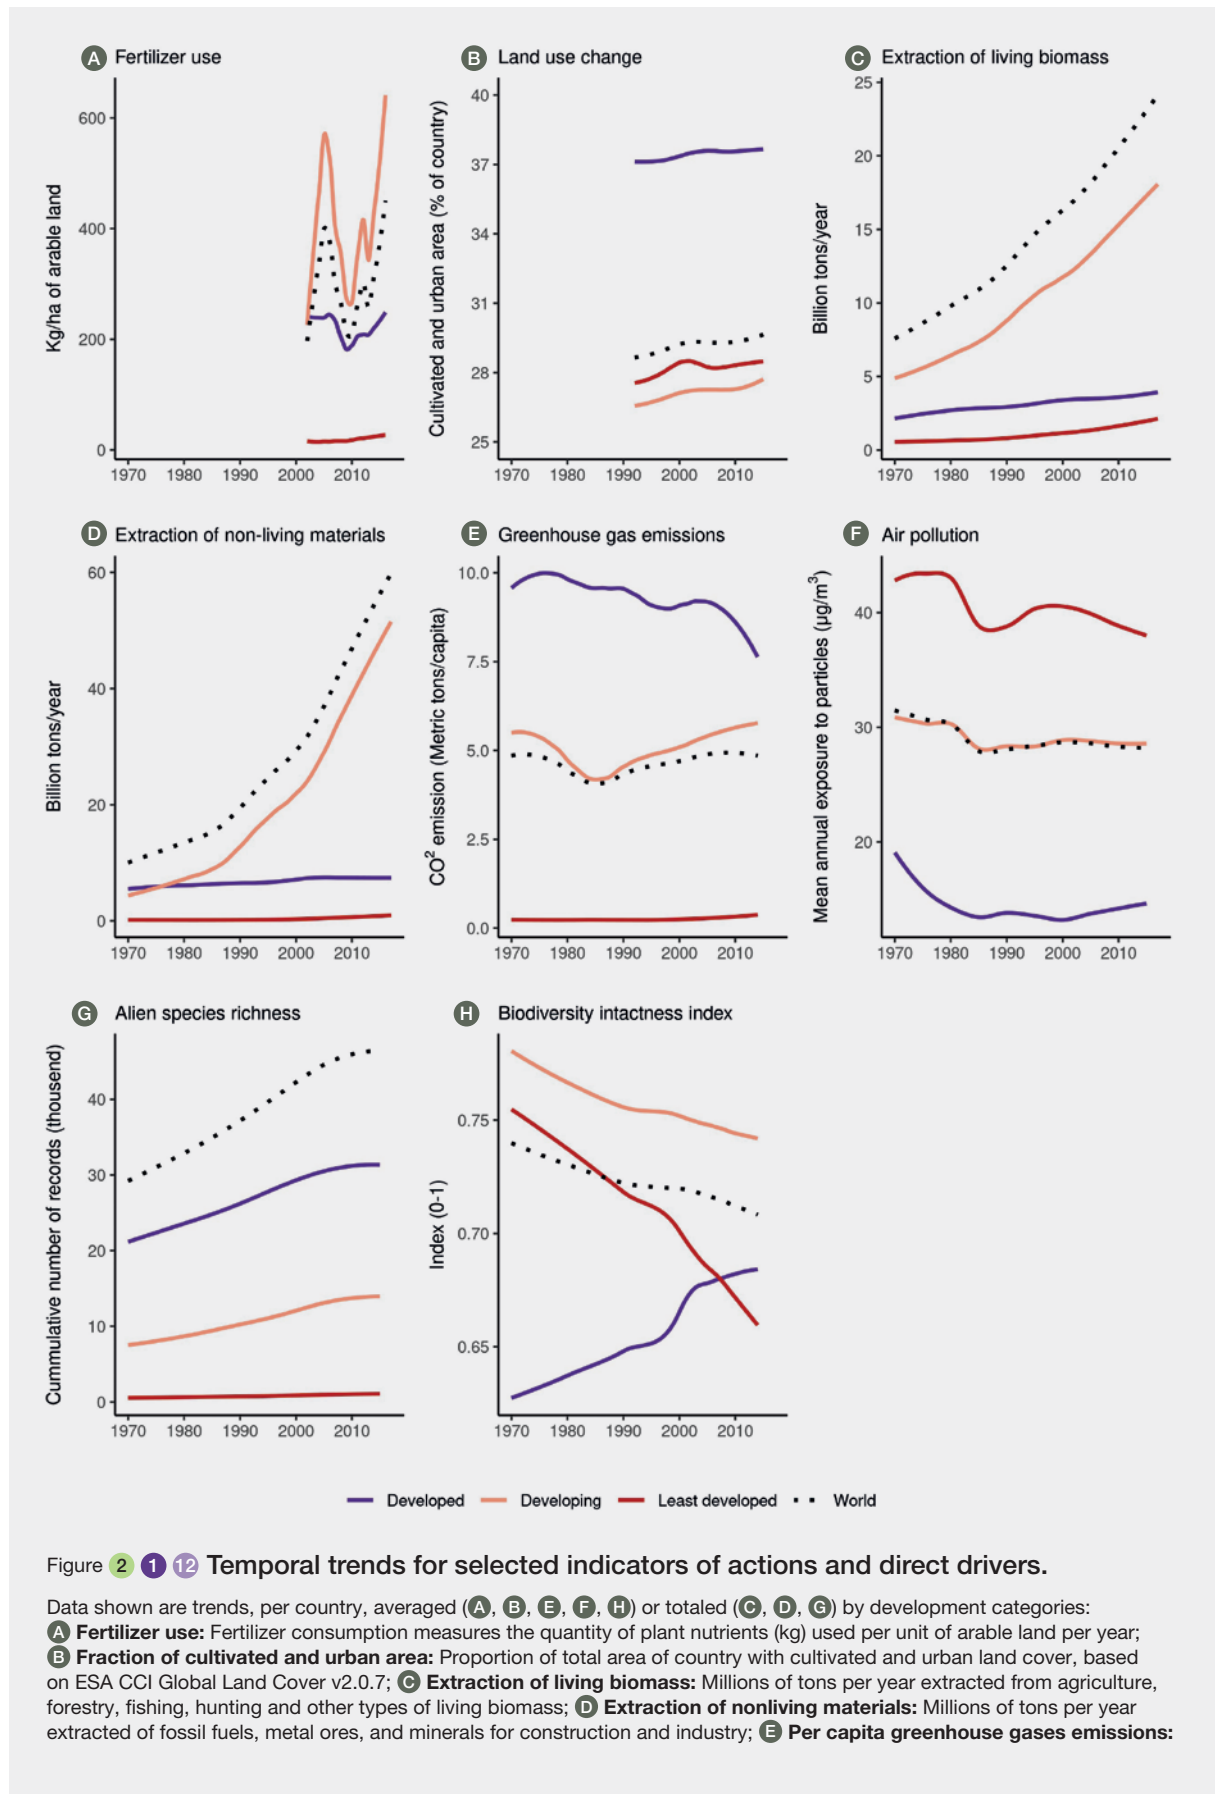 A Fertilizer use
Kg/ha of arable land
600
400
200
0
1970 1980 1990 2000 2010
B Land use change
Cultivated and urban area (% of country)
40
37
34
31
28
25
1970 1980 1990 2000 2010
C Extraction of living biomass
Billion tons/year
25
20
15
10
5
0
1970 1980 1990 2000 2010
D Extraction of non-living materials
Billion tons/year
60
40
20
0
1970 1980 1990 2000 2010
E Greenhouse gas emissions
CO² emission (Metric tons/capita)
10.0
7.5
5.0
2.5
0.0
1970 1980 1990 2000 2010
F Air pollution
Mean annual exposure to particles (µg/m³)
40
30
20
1970 1980 1990 2000 2010
G Alien species richness
Cummulative number of records (thousend)
40
30
20
10
0
1970 1980 1990 2000 2010
H Biodiversity intactness index
Index (0-1)
0.75
0.70
0.65
1970 1980 1990 2000 2010
Developed Developing Least developed World
Figure 2 1 12 Temporal trends for selected indicators of actions and direct drivers.
Data shown are trends, per country, averaged (A, B, E, F, H) or totaled (C, D, G) by development categories:
A Fertilizer use: Fertilizer consumption measures the quantity of plant nutrients (kg) used per unit of arable land per year;
B Fraction of cultivated and urban area: Proportion of total area of country with cultivated and urban land cover, based
on ESA CCI Global Land Cover v2.0.7; C Extraction of living biomass: Millions of tons per year extracted from agriculture,
forestry, fishing, hunting and other types of living biomass; D Extraction of nonliving materials: Millions of tons per year
extracted of fossil fuels, metal ores, and minerals for construction and industry; E Per capita greenhouse gases emissions: